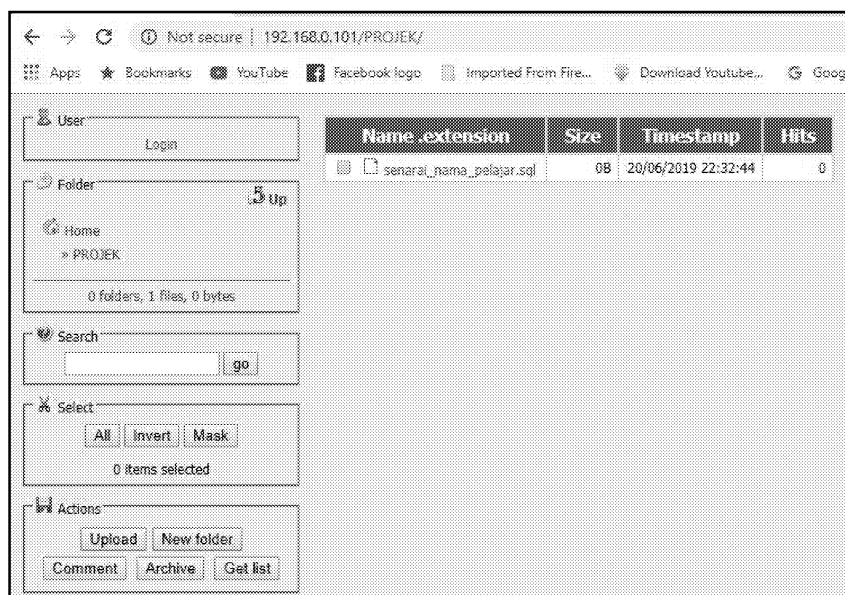 Not secure | 192.168.0.101/PROJEK/
Apps Bookmarks YouTube Facebook logo Imported From Fire... Download Youtube... Goog
User
Login
Folder
Up
Home
» PROJEK
0 folders, 1 files, 0 bytes
Search
go
Select
All Invert Mask
0 items selected
Actions
Upload New folder
Comment Archive Get list
Name .extension Size Timestamp Hits
senarai_nama_pelajar.sql 0B 20/06/2019 22:32:44 0